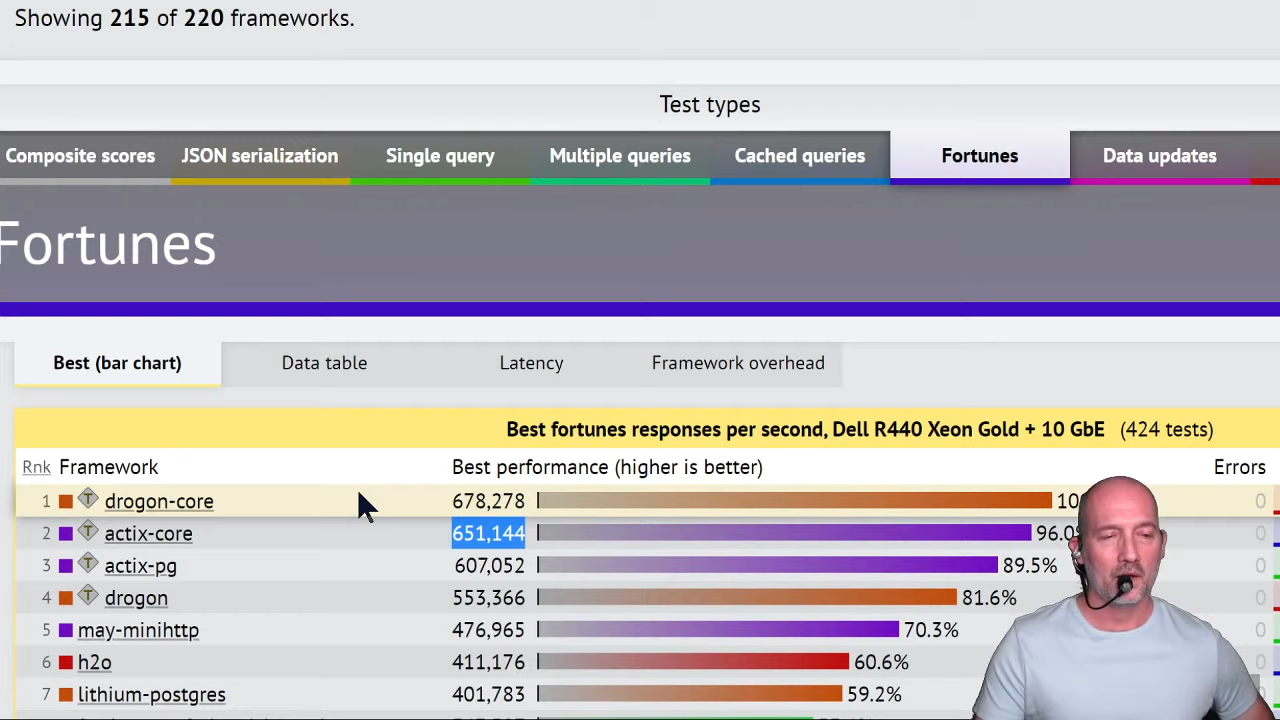 Showing 215 of 220 frameworks.
Test types
Composite scores JSON serialization Single query Multiple queries Cached queries Fortunes Data updates
Fortunes
Best (bar chart) Data table Latency Framework overhead
Best fortunes responses per second, Dell R440 Xeon Gold + 10 GbE (424 tests)
Rnk Framework Best performance (higher is better) Errors
1 T drogon-core 678,278 0
2 T actix-core 651,144 96.0% 0
3 T actix-pg 607,052 89.5% 0
4 T drogon 553,366 81.6% 0
5 may-minihttp 476,965 70.3% 0
6 h2o 411,176 60.6% 0
7 lithium-postgres 401,783 59.2%